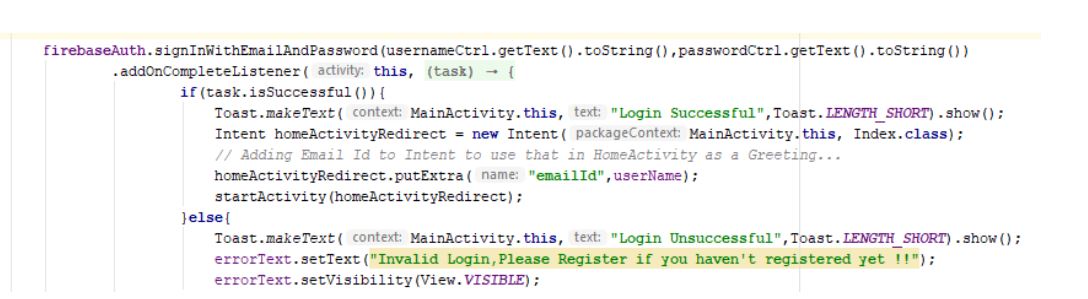 firebaseAuth.signInWithEmailAndPassword(usernameCtrl.getText().toString(),passwordCtrl.getText().toString())
.addOnCompleteListener( activity: this, (task) → {
if(task.isSuccessful()){
Toast.makeText( context: MainActivity.this, text: "Login Successful",Toast.LENGTH_SHORT).show();
Intent homeActivityRedirect = new Intent( packageContext: MainActivity.this, Index.class);
// Adding Email Id to Intent to use that in HomeActivity as a Greeting...
homeActivityRedirect.putExtra( name: "emailId",userName);
startActivity(homeActivityRedirect);
}else{
Toast.makeText( context: MainActivity.this, text: "Login Unsuccessful",Toast.LENGTH_SHORT).show();
errorText.setText("Invalid Login,Please Register if you haven't registered yet !!");
errorText.setVisibility(View.VISIBLE);